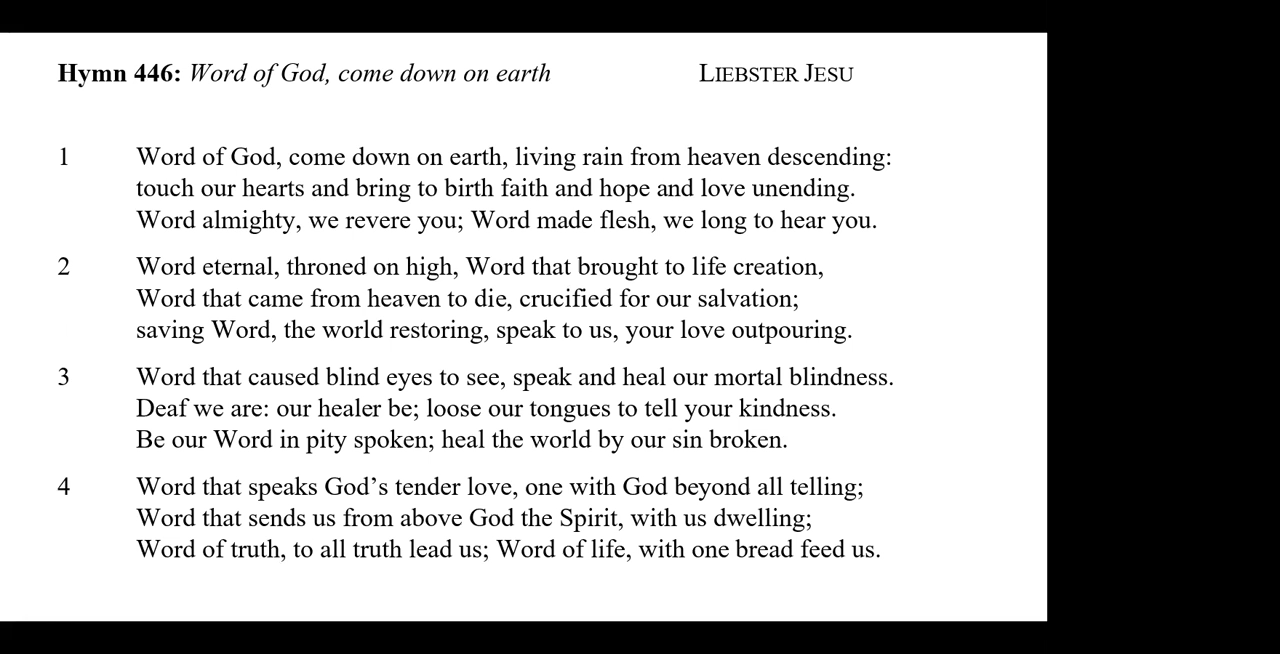 Hymn 446: Word of God, come down on earth LIEBSTER JESU
1 Word of God, come down on earth, living rain from heaven descending:
touch our hearts and bring to birth faith and hope and love unending.
Word almighty, we revere you; Word made flesh, we long to hear you.
2 Word eternal, throned on high, Word that brought to life creation,
Word that came from heaven to die, crucified for our salvation;
saving Word, the world restoring, speak to us, your love outpouring.
3 Word that caused blind eyes to see, speak and heal our mortal blindness.
Deaf we are: our healer be; loose our tongues to tell your kindness.
Be our Word in pity spoken; heal the world by our sin broken.
4 Word that speaks God’s tender love, one with God beyond all telling;
Word that sends us from above God the Spirit, with us dwelling;
Word of truth, to all truth lead us; Word of life, with one bread feed us.